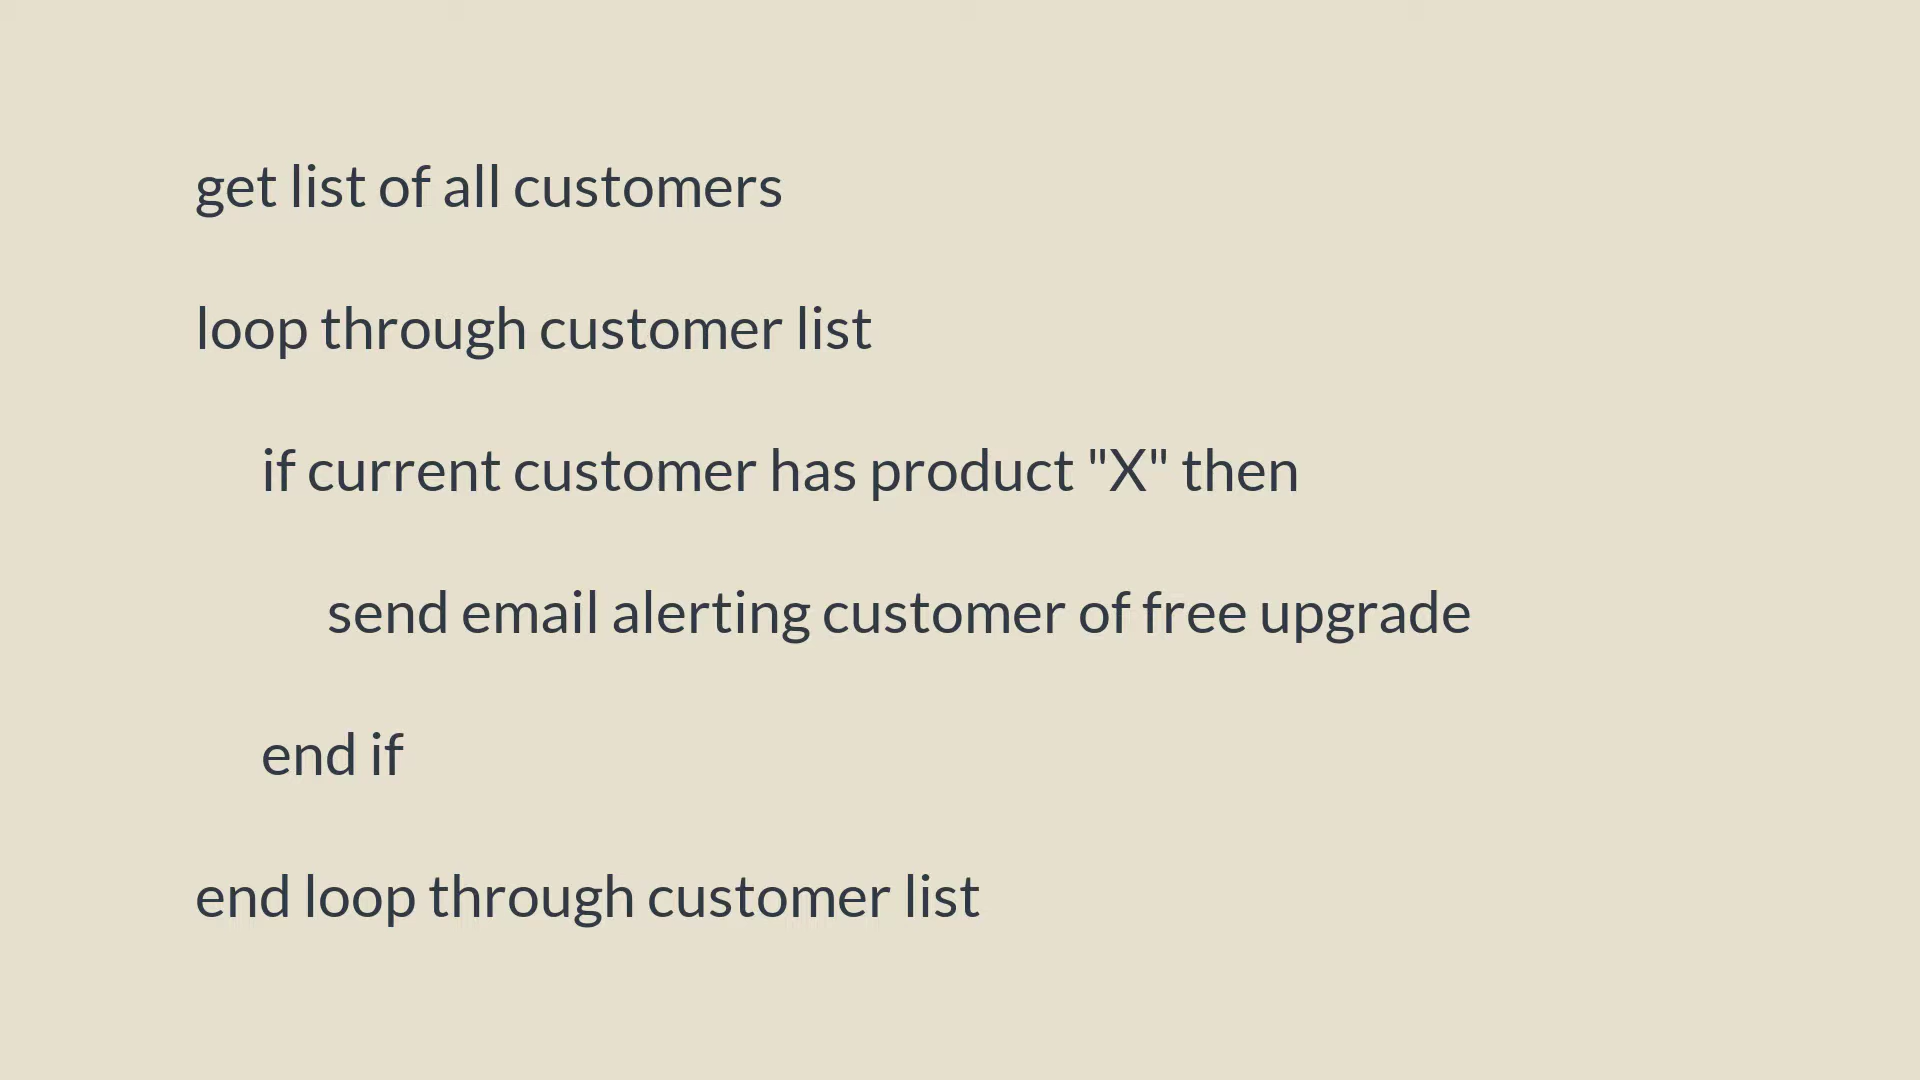 get list of all customers
loop through customer list
if current customer has product "X" then
send email alerting customer of free upgrade
end if
end loop through customer list